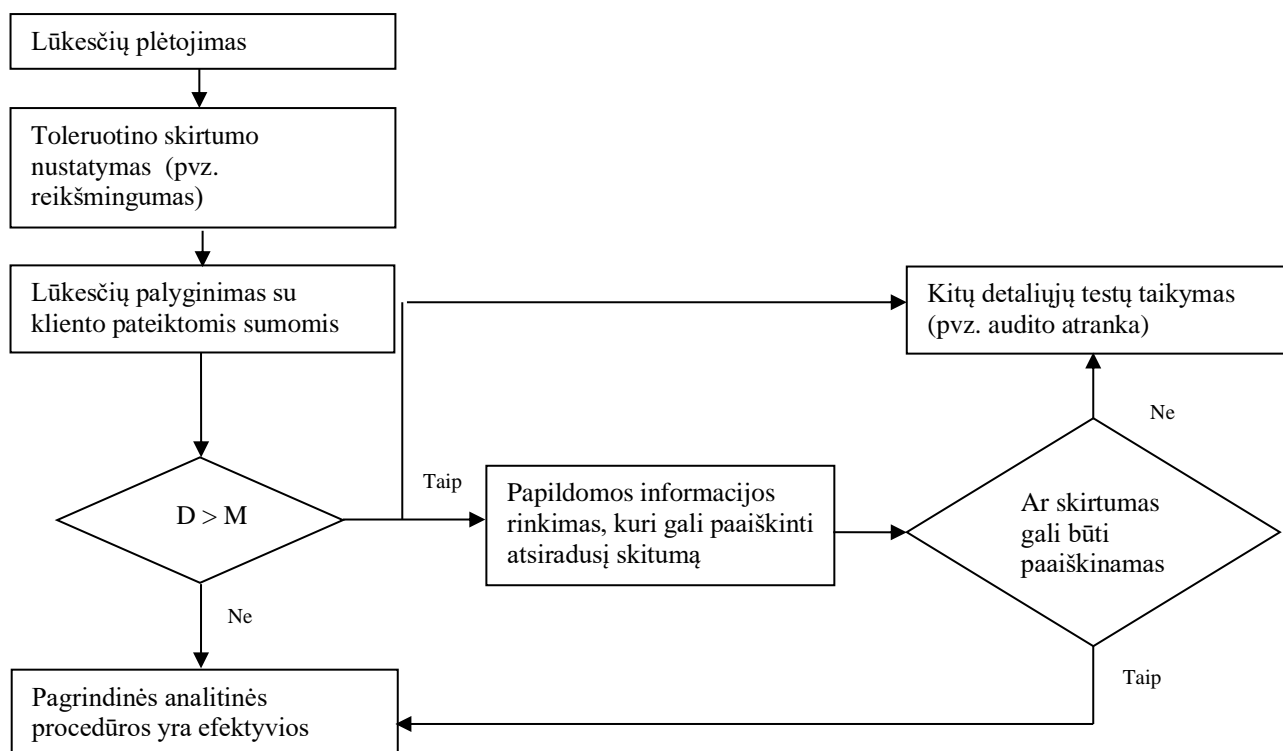 Lūkesčių plėtojimas
Toleruotino skirtumo
nustatymas (pvz.
reikšmingumas)
Lūkesčių palyginimas su
kliento pateiktomis sumomis
Kitų detaliųjų testų taikymas
(pvz. audito atranka)
Ne
D > M
Taip
Papildomos informacijos
rinkimas, kuri gali paaiškinti
atsiradusį skitumą
Ar skirtumas
gali būti
paaiškinamas
Ne
Taip
Pagrindinės analitinės
procedūros yra efektyvios